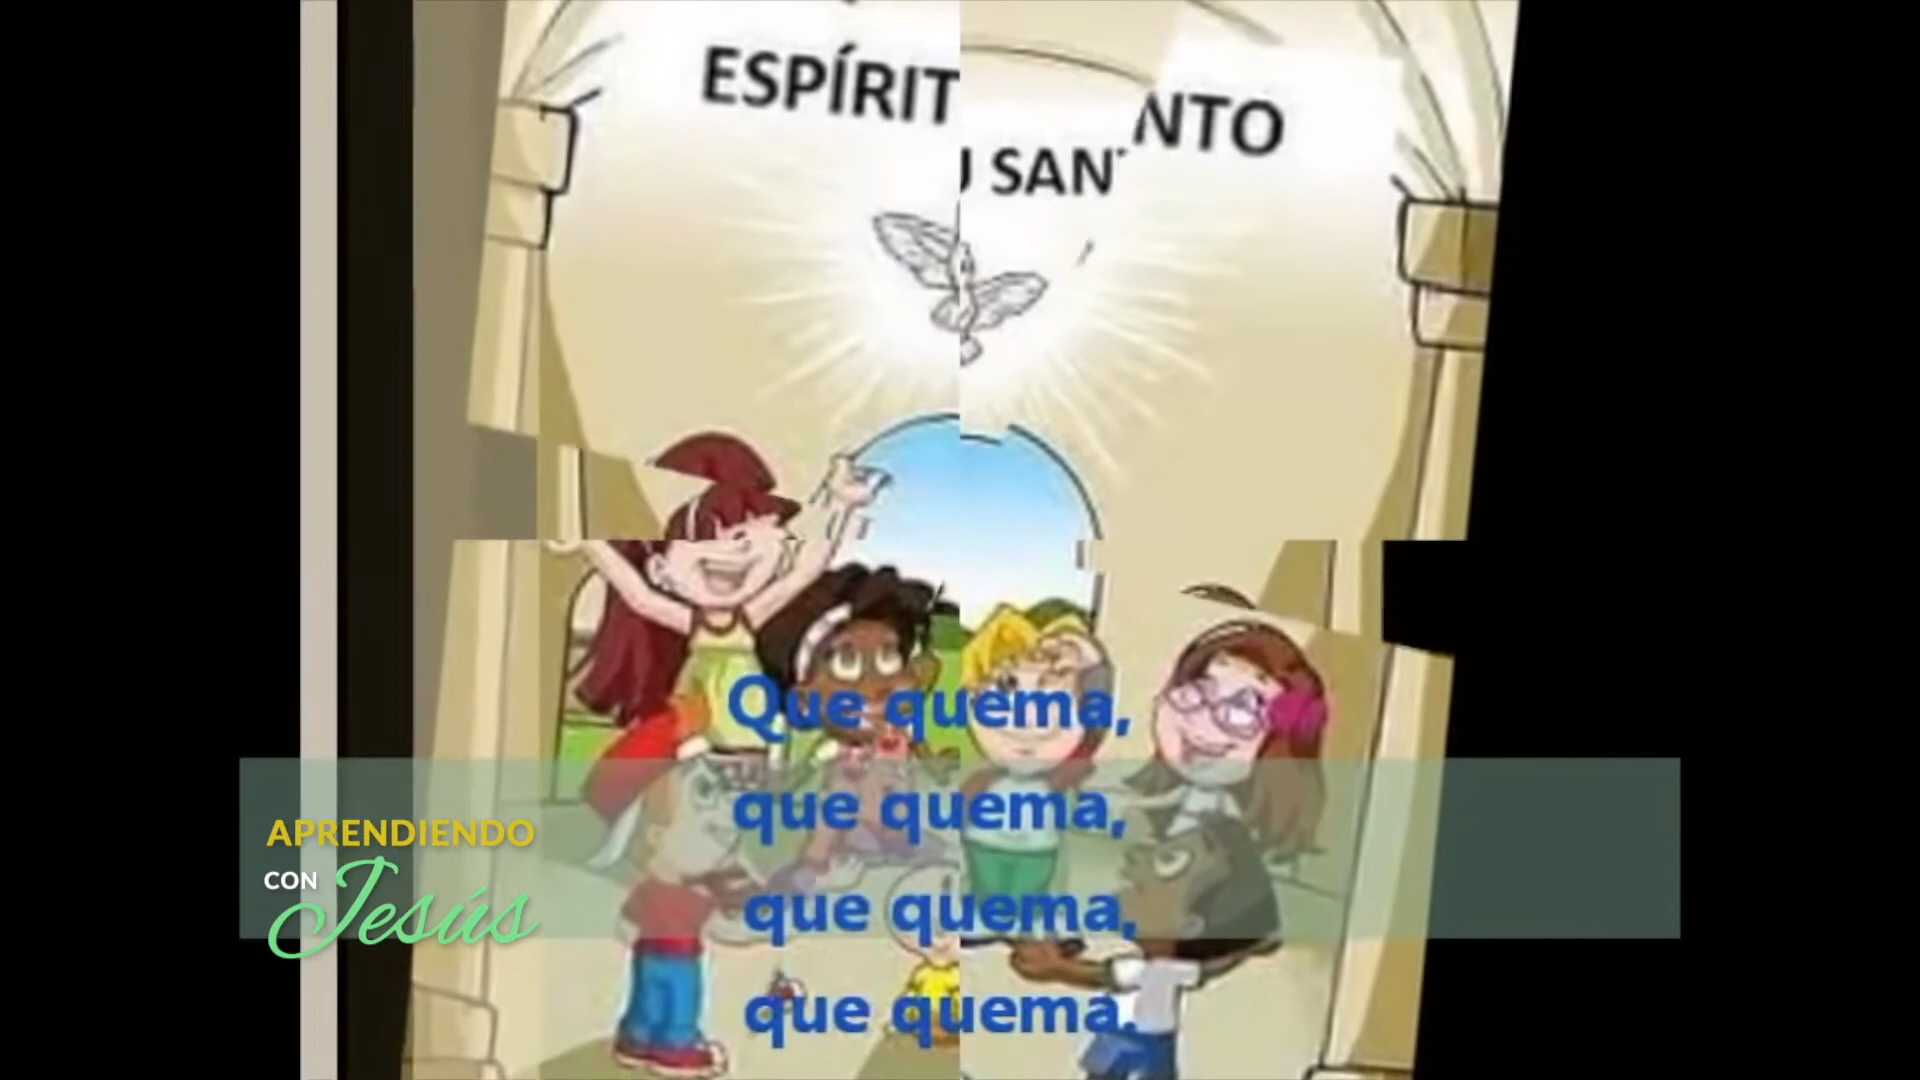 ESPÍRIT
NTO
U SAN
Que quema,
que quema,
que quema,
que quema.
APRENDIENDO
CON
Jesús